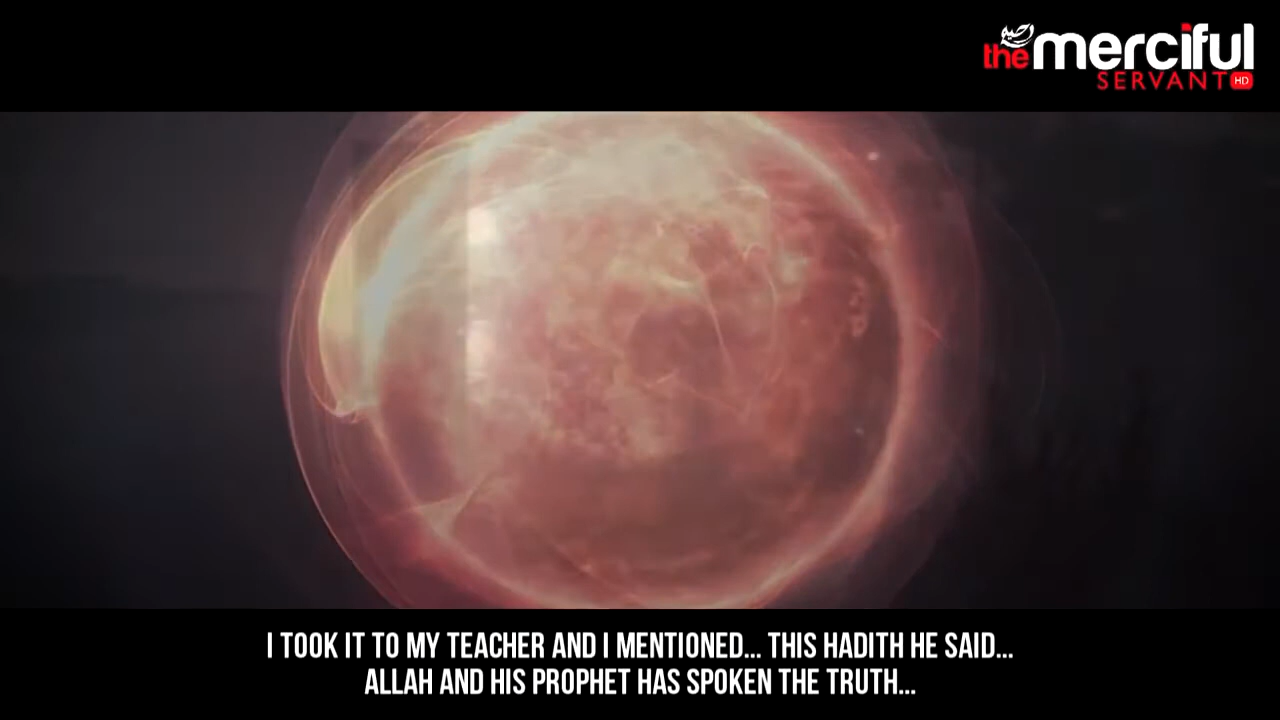 the merciful
SERVANT HD
I TOOK IT TO MY TEACHER AND I MENTIONED... THIS HADITH HE SAID...
ALLAH AND HIS PROPHET HAS SPOKEN THE TRUTH...